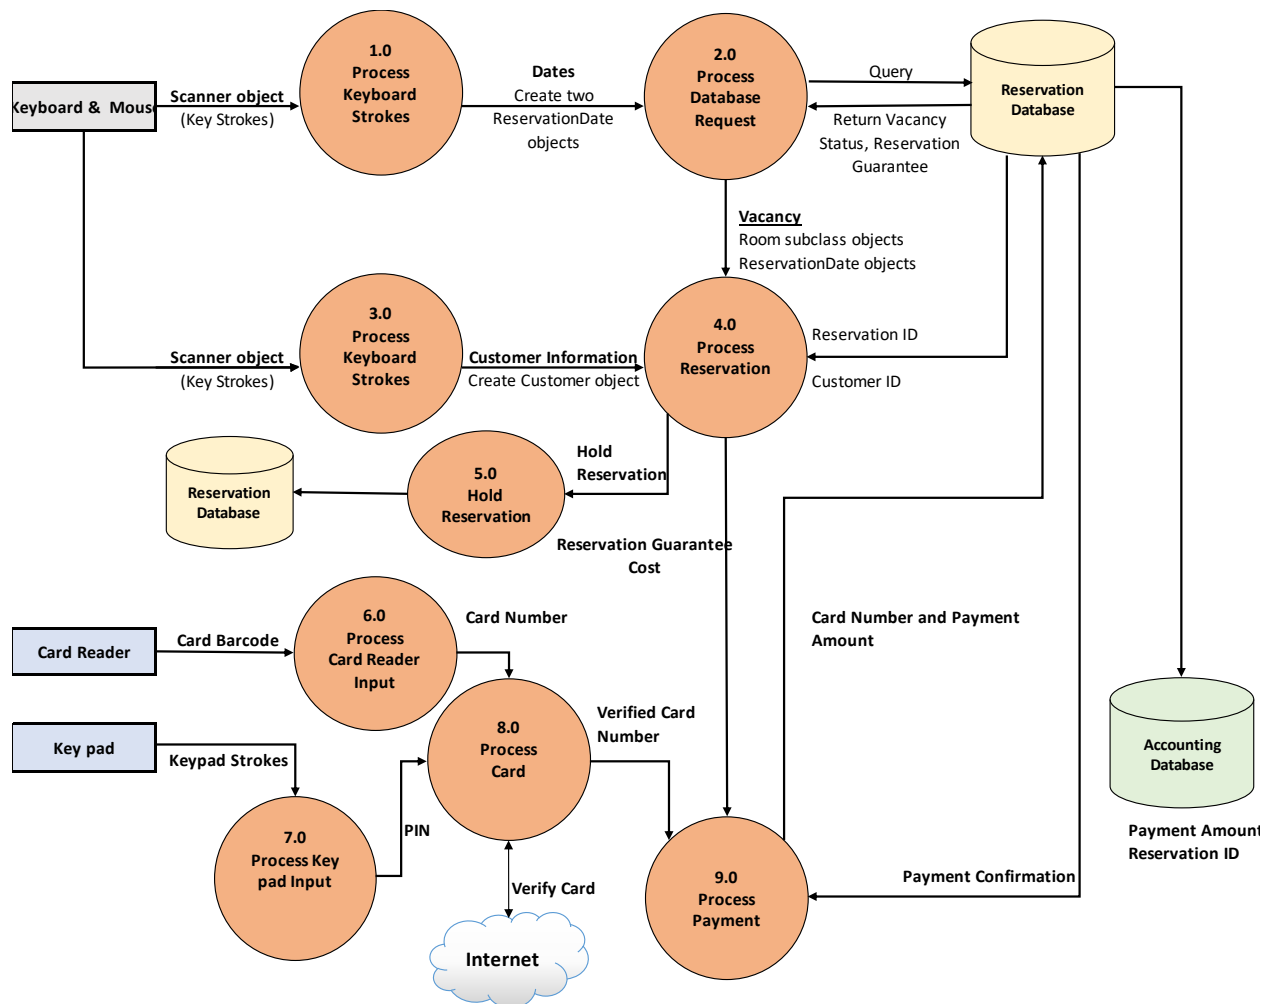 1.0
Process
Keyboard
Strokes
2.0
Process
Database
Request
Reservation
Database
Keyboard & Mouse
Scanner object
(Key Strokes)
Dates
Create two
ReservationDate
objects
Query
Return Vacancy
Status, Reservation
Guarantee
Vacancy
Room subclass objects
ReservationDate objects
3.0
Process
Keyboard
Strokes
4.0
Process
Reservation
Reservation ID
Customer ID
Scanner object
(Key Strokes)
Customer Information
Create Customer object
Hold
Reservation
5.0
Hold
Reservation
Reservation
Database
Reservation Guarantee
Cost
6.0
Process
Card Reader
Input
Card Number
Card Number and Payment
Amount
Card Reader
Card Barcode
Key pad
Keypad Strokes
8.0
Process
Card
Verified Card
Number
Accounting
Database
Payment Amount
Reservation ID
7.0
Process Key
pad Input
PIN
Verify Card
Internet
9.0
Process
Payment
Payment Confirmation